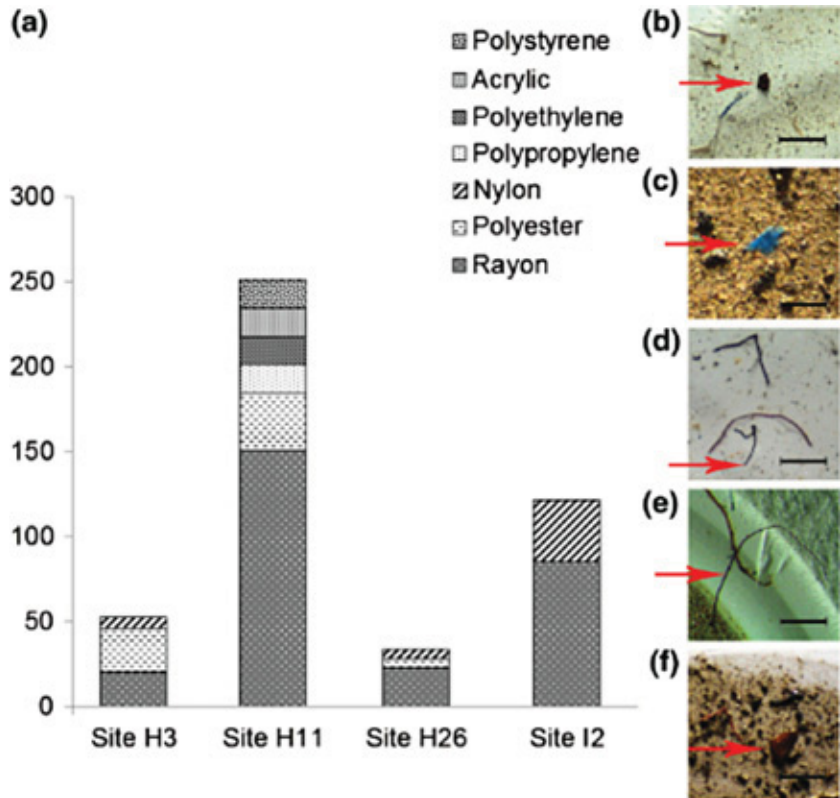 (a)
Polystyrene
Acrylic
Polyethylene
Polypropylene
Nylon
Polyester
Rayon
300
250
200
150
100
50
0
Site H3 Site H11 Site H26 Site I2
(b)
(c)
(d)
(e)
(f)